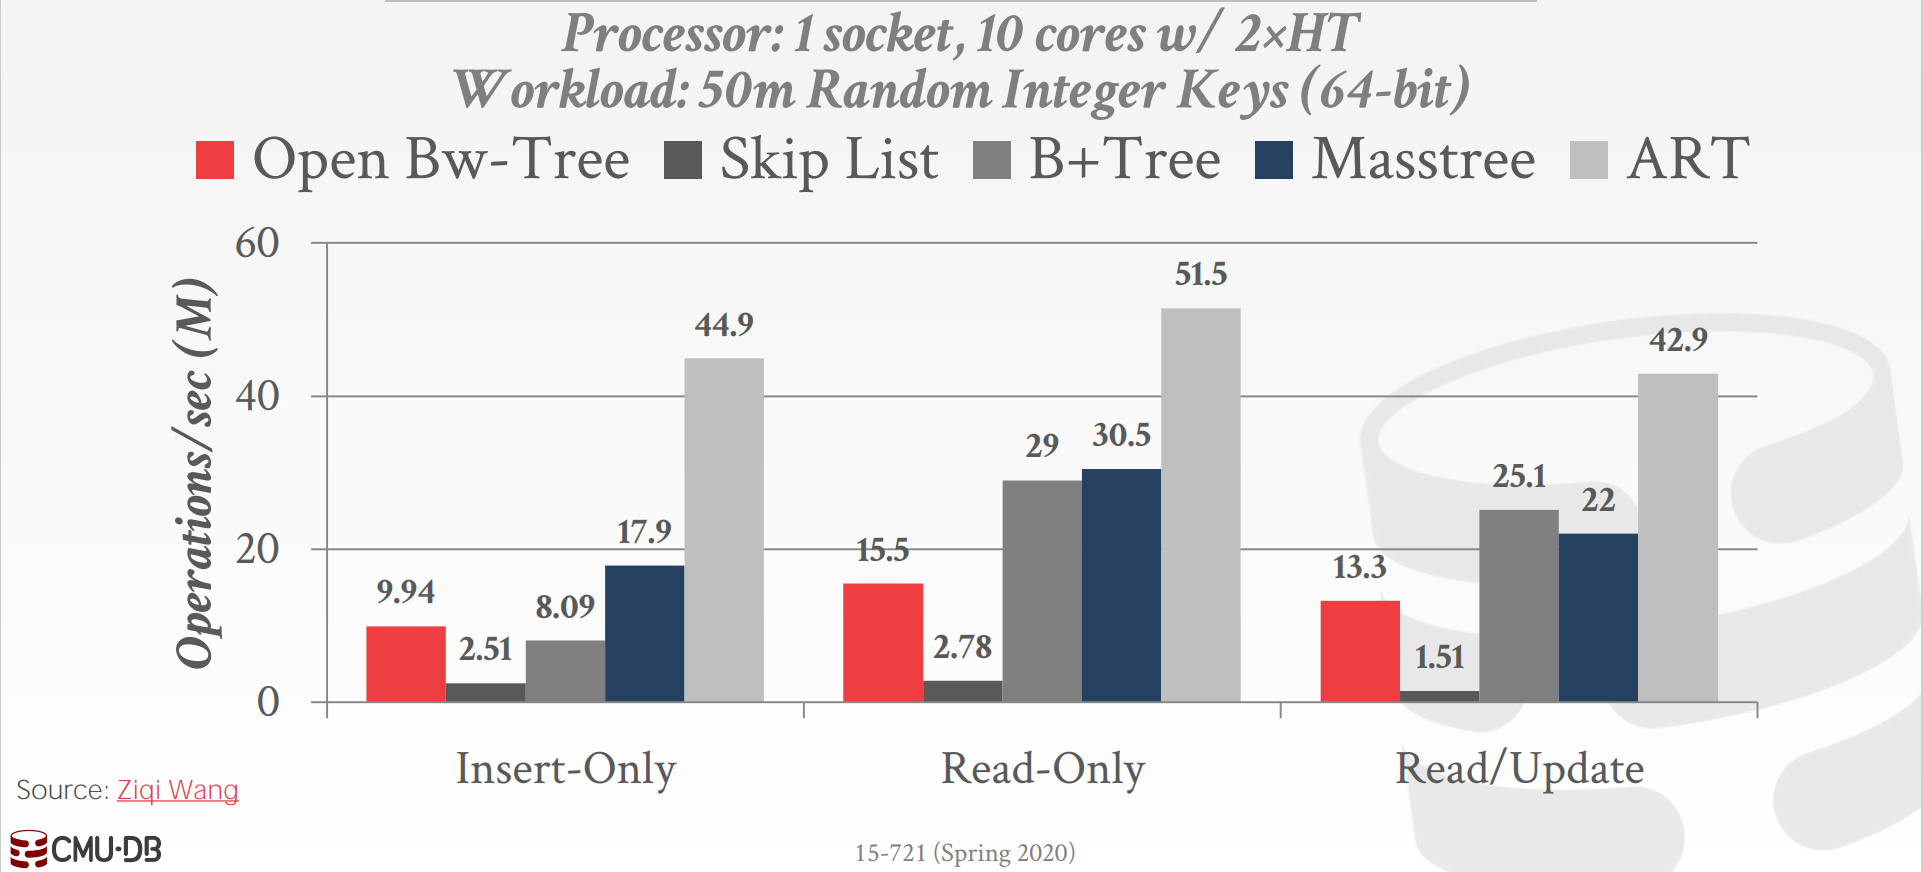 Processor: 1 socket, 10 cores w/ 2×HT
Workload: 50m Random Integer Keys (64-bit)
Open Bw-Tree Skip List B+Tree Masstree ART
Operations/sec (M)
60
40
20
0
9.94 2.51 8.09 17.9 44.9
15.5 2.78 29 30.5 51.5
13.3 1.51 25.1 22 42.9
Insert-Only Read-Only Read/Update
Source: Ziqi Wang
CMU·DB
15-721 (Spring 2020)